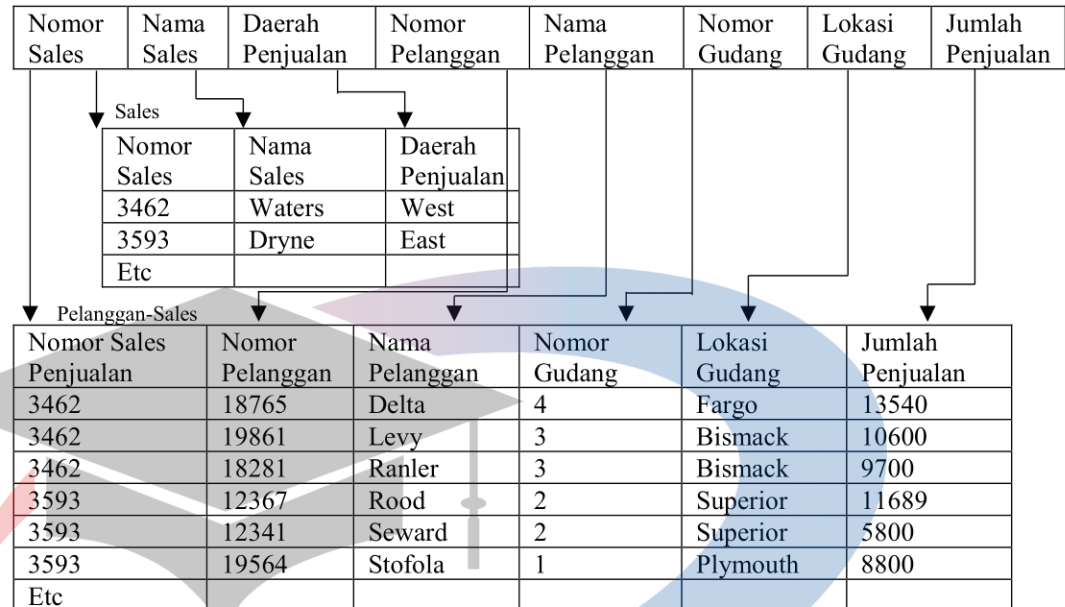 Nomor Nama Daerah Nomor Nama Nomor Lokasi Jumlah
Sales Sales Penjualan Pelanggan Pelanggan Gudang Gudang Penjualan
Sales
Nomor Nama Daerah
Sales Sales Penjualan
3462 Waters West
3593 Dryne East
Etc
Pelanggan-Sales
Nomor Sales Nomor Nama Nomor Lokasi Jumlah
Penjualan Pelanggan Pelanggan Gudang Gudang Penjualan
3462 18765 Delta 4 Fargo 13540
3462 19861 Levy 3 Bismack 10600
3462 18281 Ranler 3 Bismack 9700
3593 12367 Rood 2 Superior 11689
3593 12341 Seward 2 Superior 5800
3593 19564 Stofola 1 Plymouth 8800
Etc